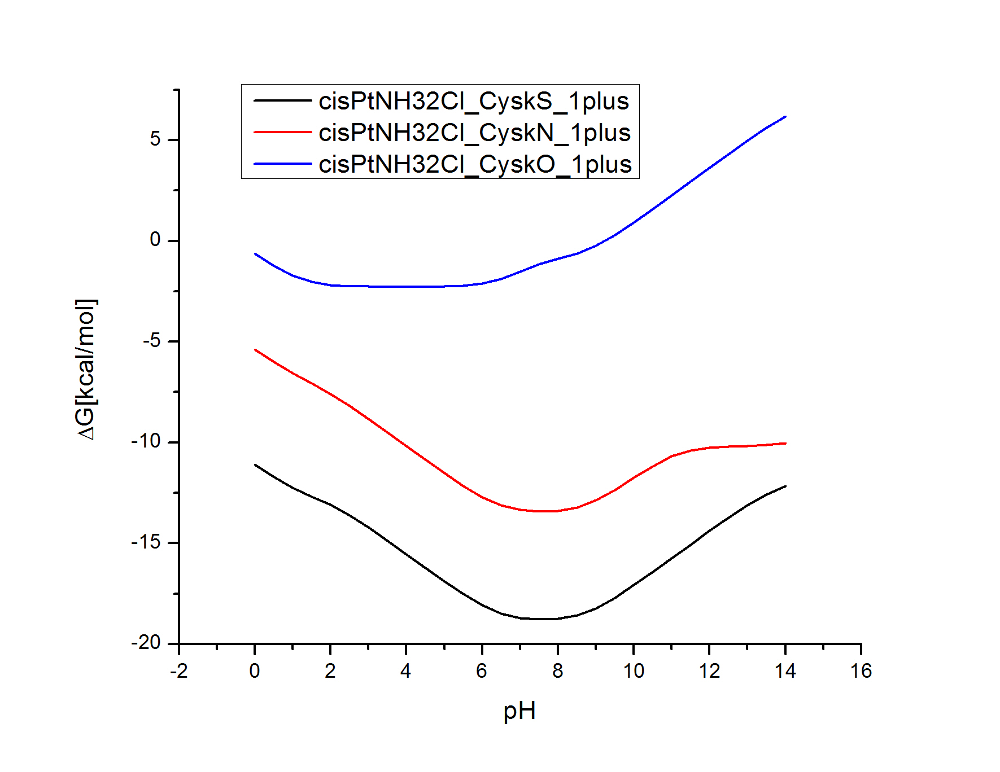 cisPtNH32Cl_CyskS_1plus
cisPtNH32Cl_CyskN_1plus
cisPtNH32Cl_CyskO_1plus
5
0
-5
-10
-15
-20
ΔG[kcal/mol]
-2 0 2 4 6 8 10 12 14 16
pH